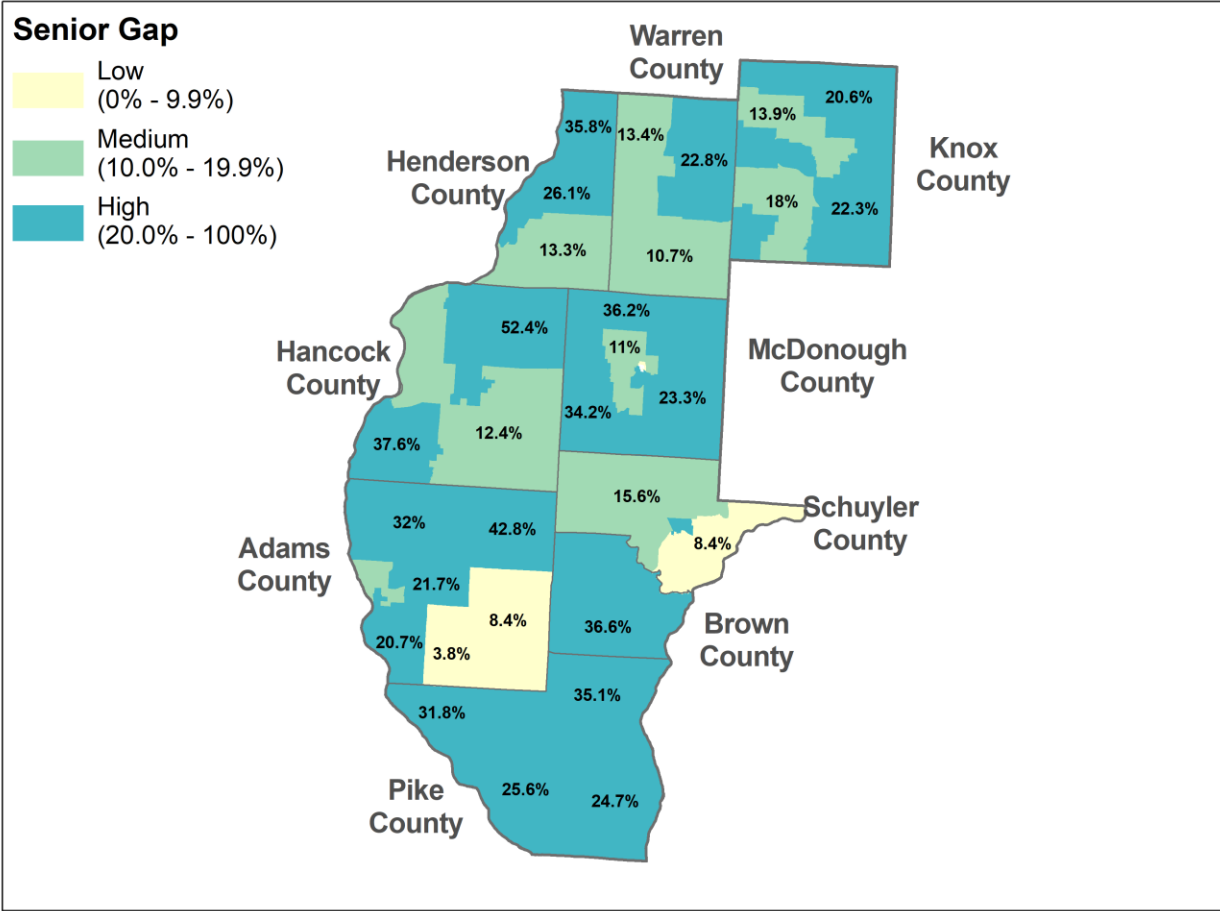 Senior Gap
Low
(0% - 9.9%)
Medium
(10.0% - 19.9%)
High
(20.0% - 100%)
Warren
County
20.6%
13.9%
35.8%
13.4%
22.8%
Knox
County
Henderson
County
26.1%
18%
22.3%
13.3%
10.7%
36.2%
52.4%
11%
Hancock
County
McDonough
County
34.2%
23.3%
37.6%
12.4%
15.6%
Schuyler
County
32%
42.8%
8.4%
Adams
County
21.7%
8.4%
36.6%
Brown
County
20.7%
3.8%
35.1%
31.8%
25.6%
24.7%
Pike
County